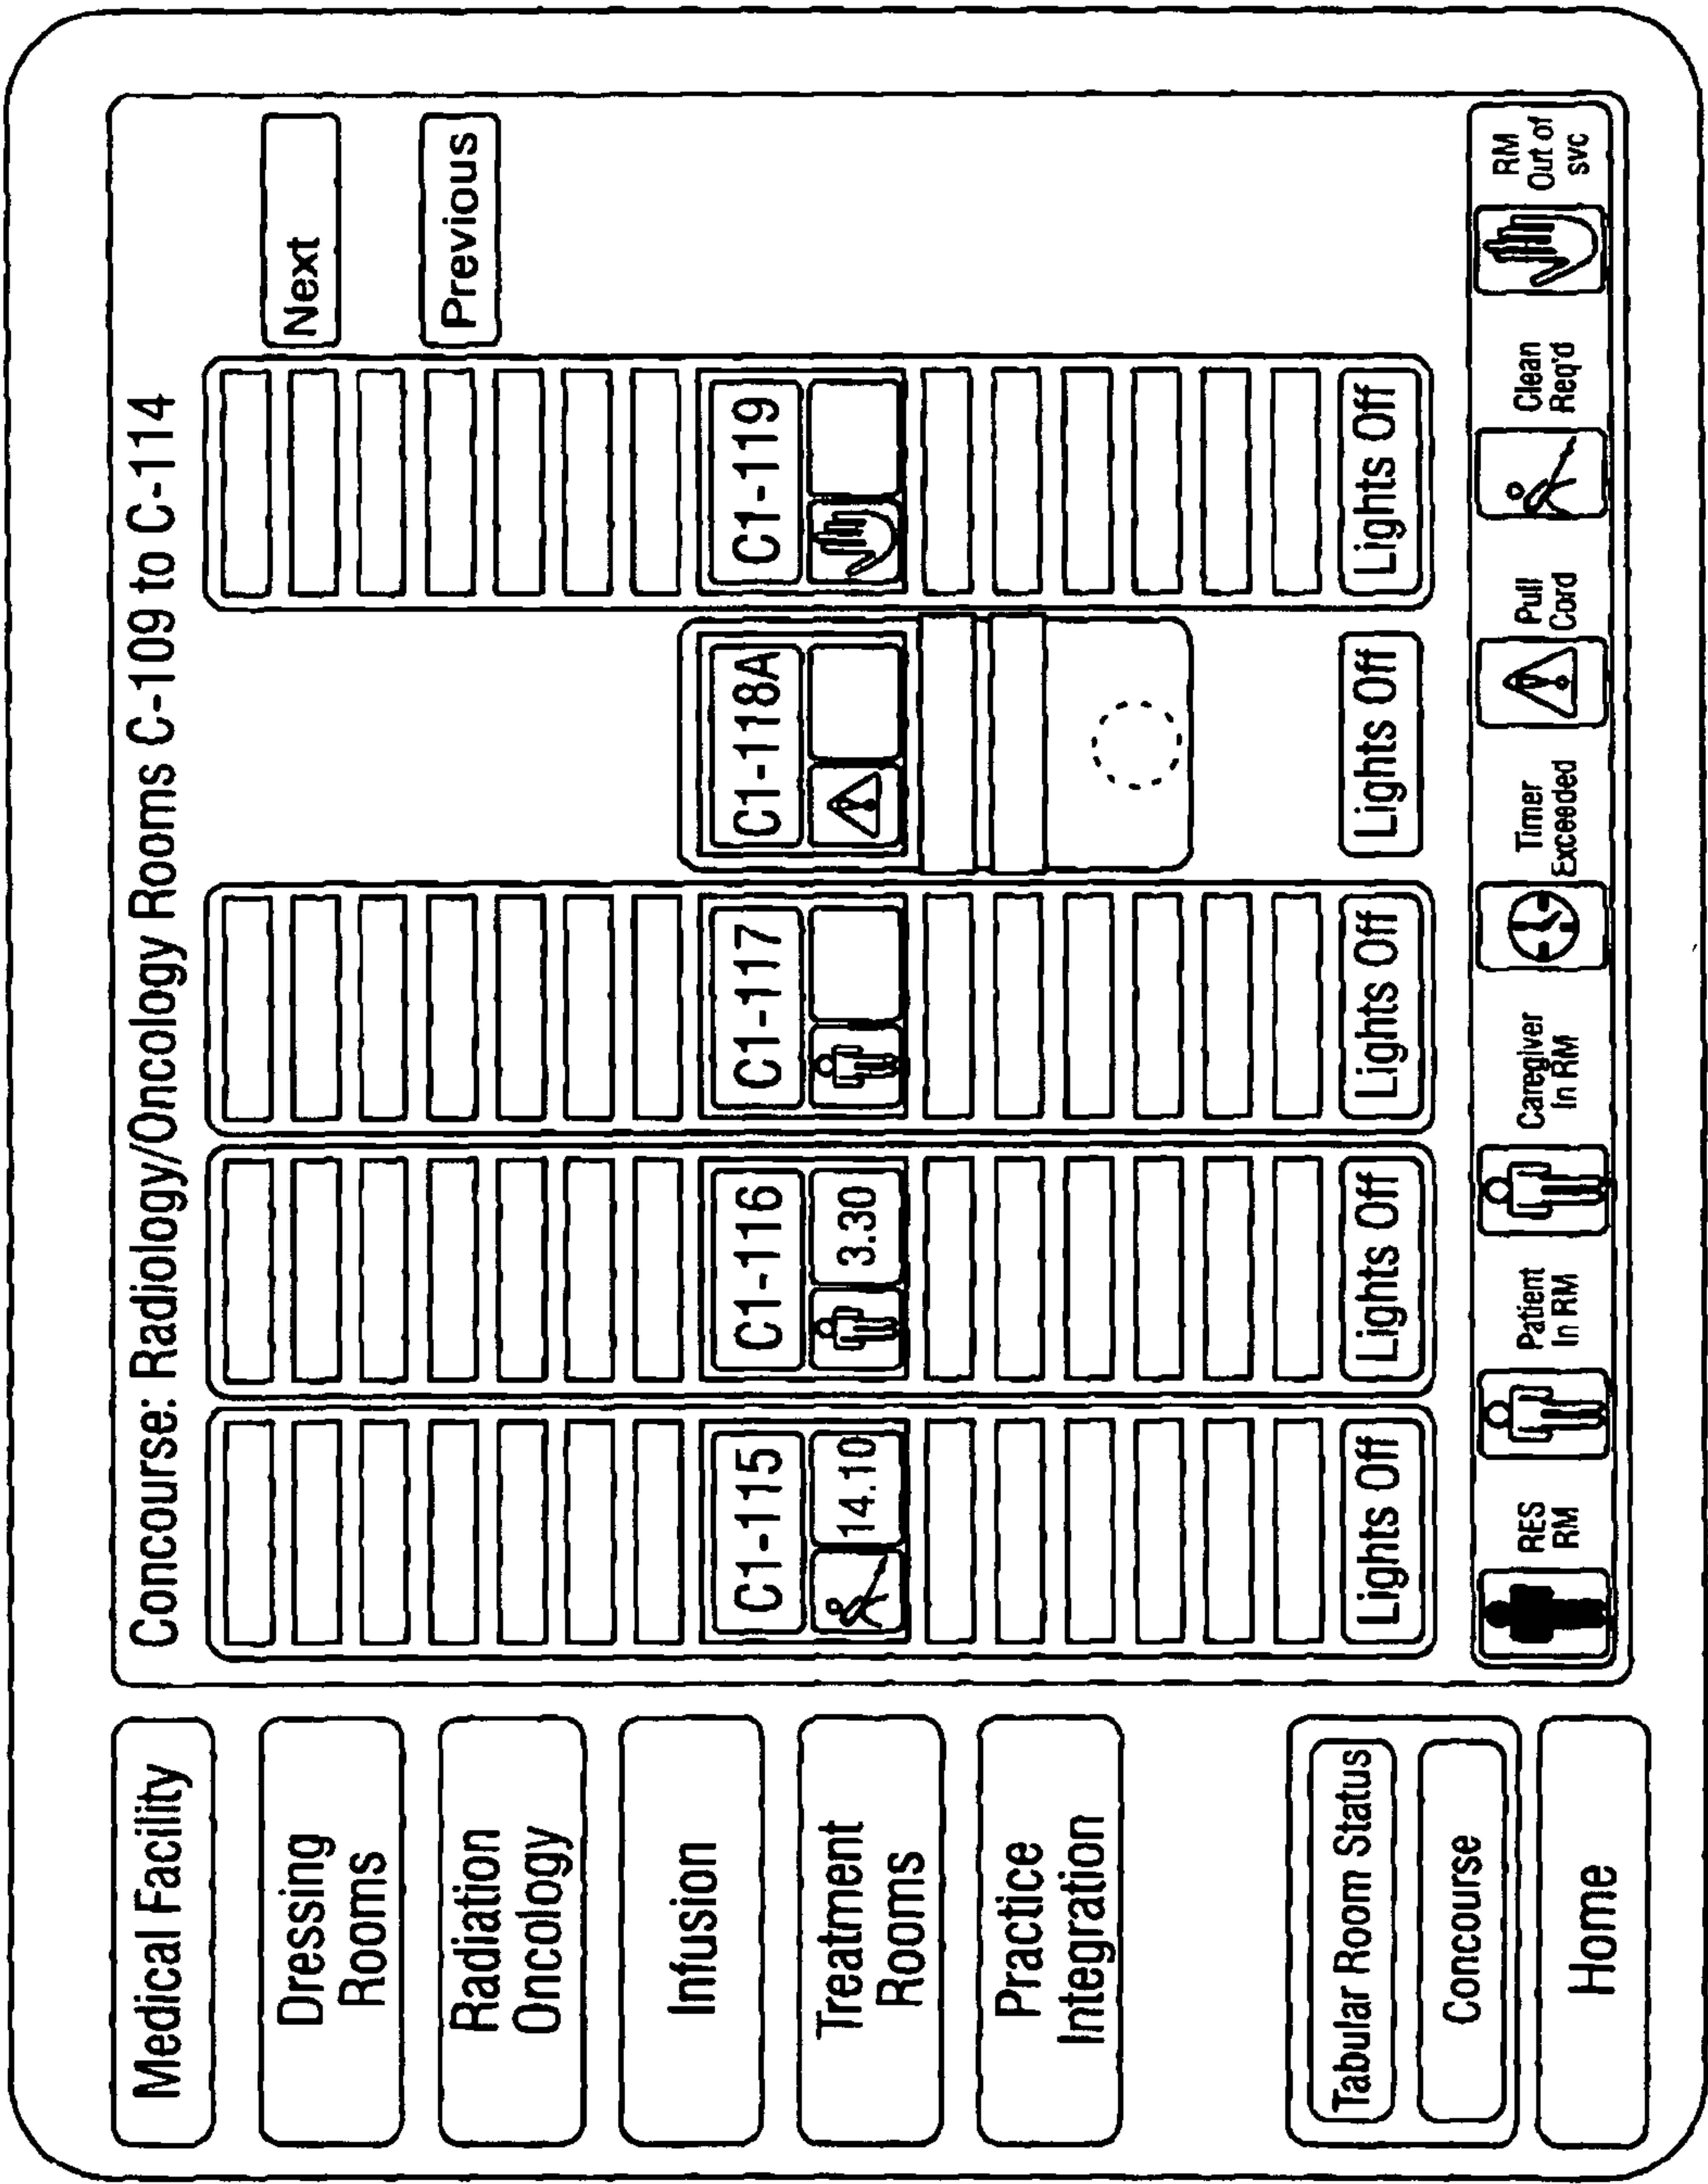 Medical Facility
Dressing
Rooms
Radiation
Oncology
Infusion
Treatment
Rooms
Practice
Integration
Tabular Room Status
Concourse
Home
Concourse: Radiology/Oncology Rooms C-109 to C-114
C1-115
14.10
Lights Off
C1-116
3.30
Lights Off
C1-117
Lights Off
C1-118A
Lights Off
C1-119
Lights Off
Next
Previous
RES
RM
Patient
In RM
Caregiver
In RM
Timer
Exceeded
Pull
Cord
Clean
Req'd
RM
Out of
svc